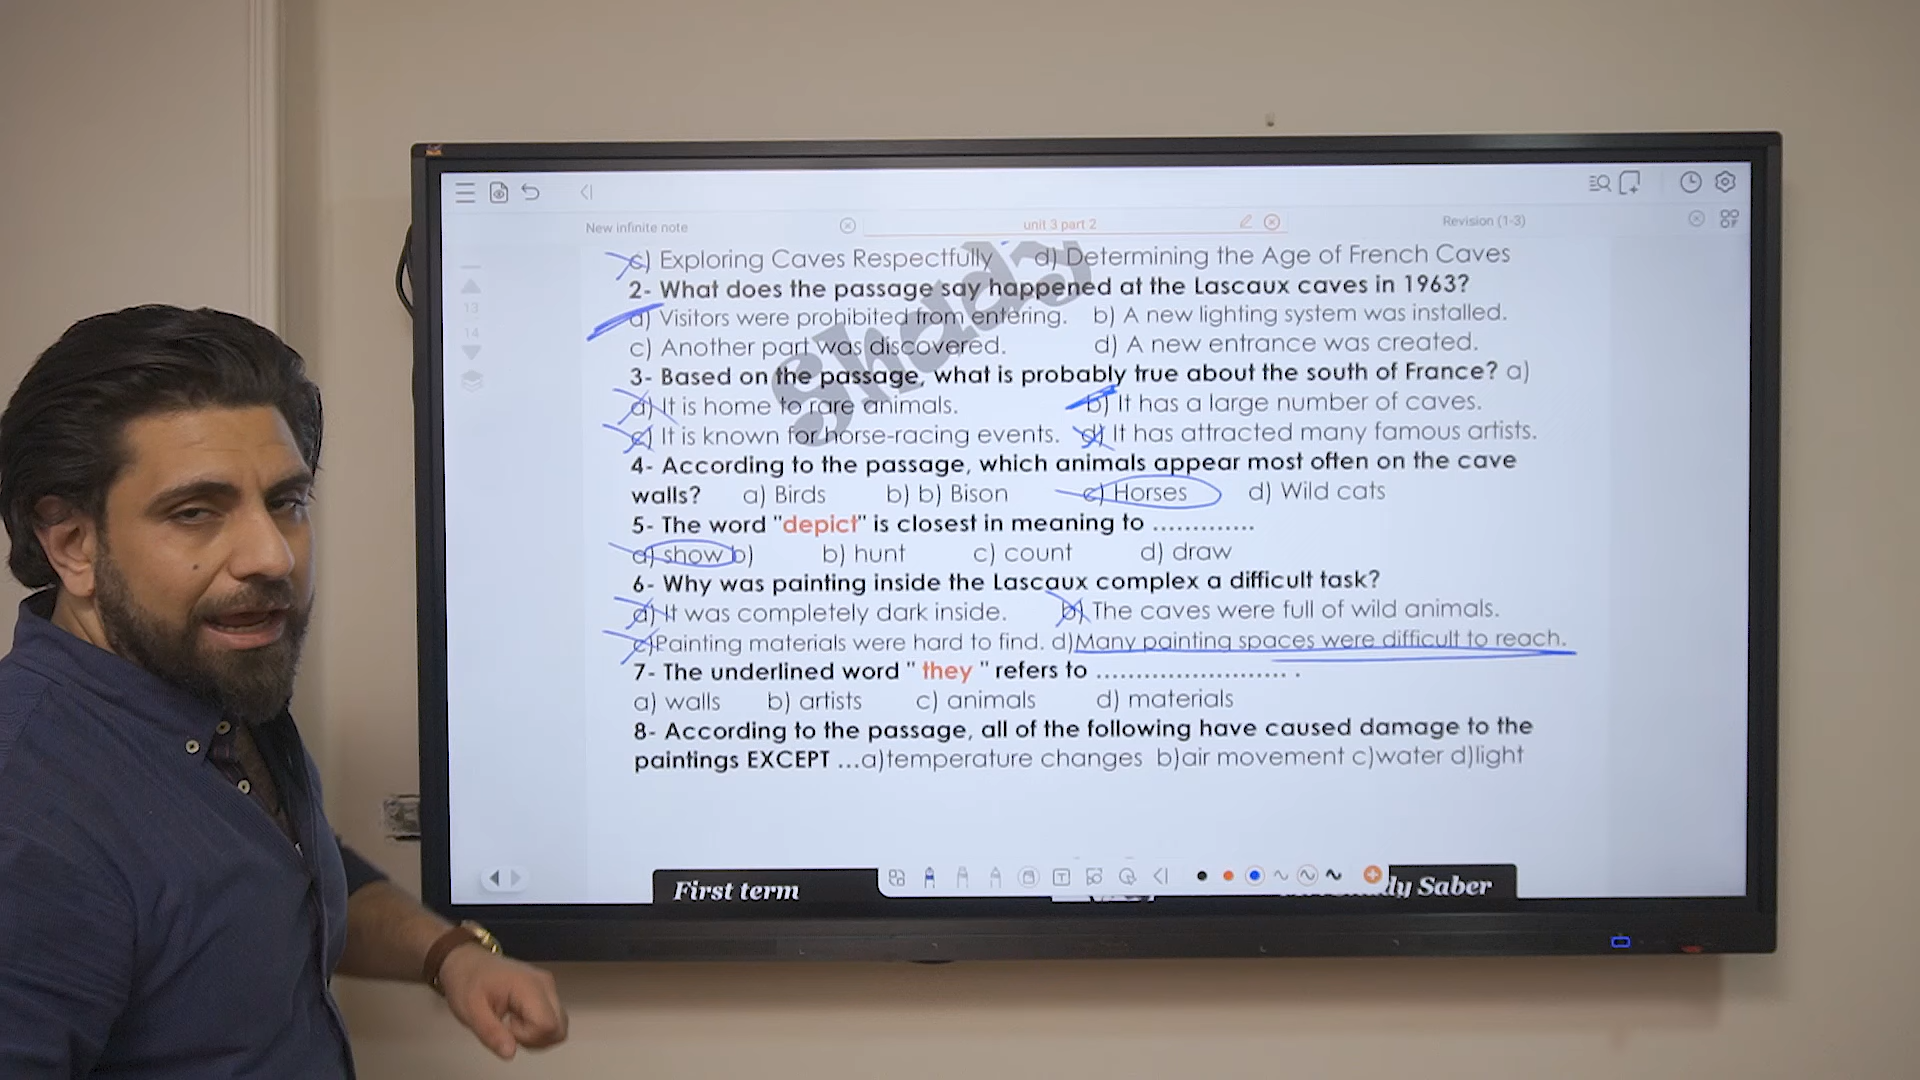 New infinite note
unit 3 part 2
Revision (1-3)
Shady
c) Exploring Caves Respectfully d) Determining the Age of French Caves
2- What does the passage say happened at the Lascaux caves in 1963?
a) Visitors were prohibited from entering. b) A new lighting system was installed.
c) Another part was discovered. d) A new entrance was created.
3- Based on the passage, what is probably true about the south of France? a)
a) It is home to rare animals. b) It has a large number of caves.
c) It is known for horse-racing events. d) It has attracted many famous artists.
4- According to the passage, which animals appear most often on the cave
walls? a) Birds b) b) Bison c) Horses d) Wild cats
5- The word "depict" is closest in meaning to .............
a) show b) b) hunt c) count d) draw
6- Why was painting inside the Lascaux complex a difficult task?
a) It was completely dark inside. b) The caves were full of wild animals.
c)Painting materials were hard to find. d)Many painting spaces were difficult to reach.
7- The underlined word " they " refers to ........................ .
a) walls b) artists c) animals d) materials
8- According to the passage, all of the following have caused damage to the
paintings EXCEPT ...a)temperature changes b)air movement c)water d)light
13
14
First term
dy Saber